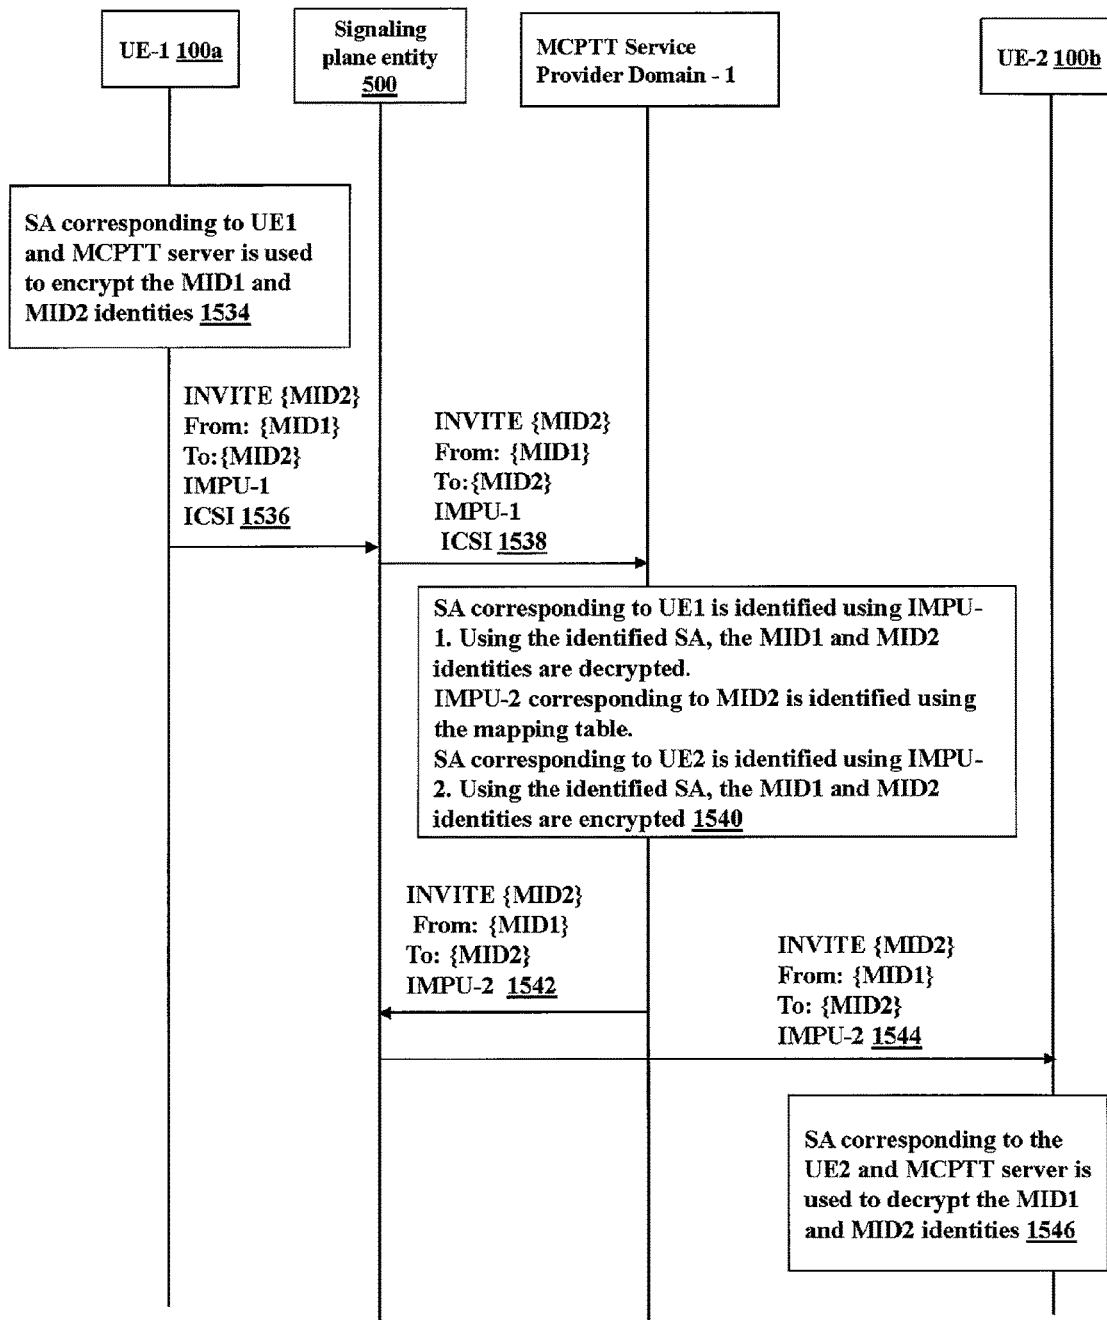 UE-1 100a
Signaling
plane entity
500
MCPTT Service
Provider Domain - 1
UE-2 100b
SA corresponding to UE1
and MCPTT server is used
to encrypt the MID1 and
MID2 identities 1534
INVITE {MID2}
From: {MID1}
To:{MID2}
IMPU-1
ICSI 1536
INVITE {MID2}
From: {MID1}
To:{MID2}
IMPU-1
ICSI 1538
SA corresponding to UE1 is identified using IMPU-
1. Using the identified SA, the MID1 and MID2
identities are decrypted.
IMPU-2 corresponding to MID2 is identified using
the mapping table.
SA corresponding to UE2 is identified using IMPU-
2. Using the identified SA, the MID1 and MID2
identities are encrypted 1540
INVITE {MID2}
From: {MID1}
To: {MID2}
IMPU-2 1542
INVITE {MID2}
From: {MID1}
To: {MID2}
IMPU-2 1544
SA corresponding to the
UE2 and MCPTT server is
used to decrypt the MID1
and MID2 identities 1546